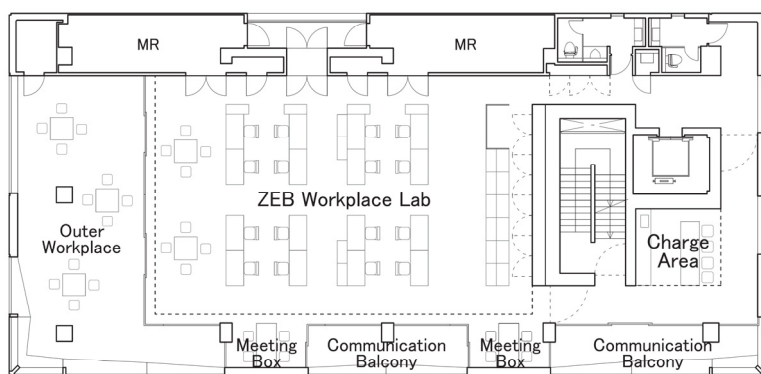 MR
MR
ZEB Workplace Lab
Outer
Workplace
Charge
Area
Meeting
Box
Communication
Balcony
Meeting
Box
Communication
Balcony